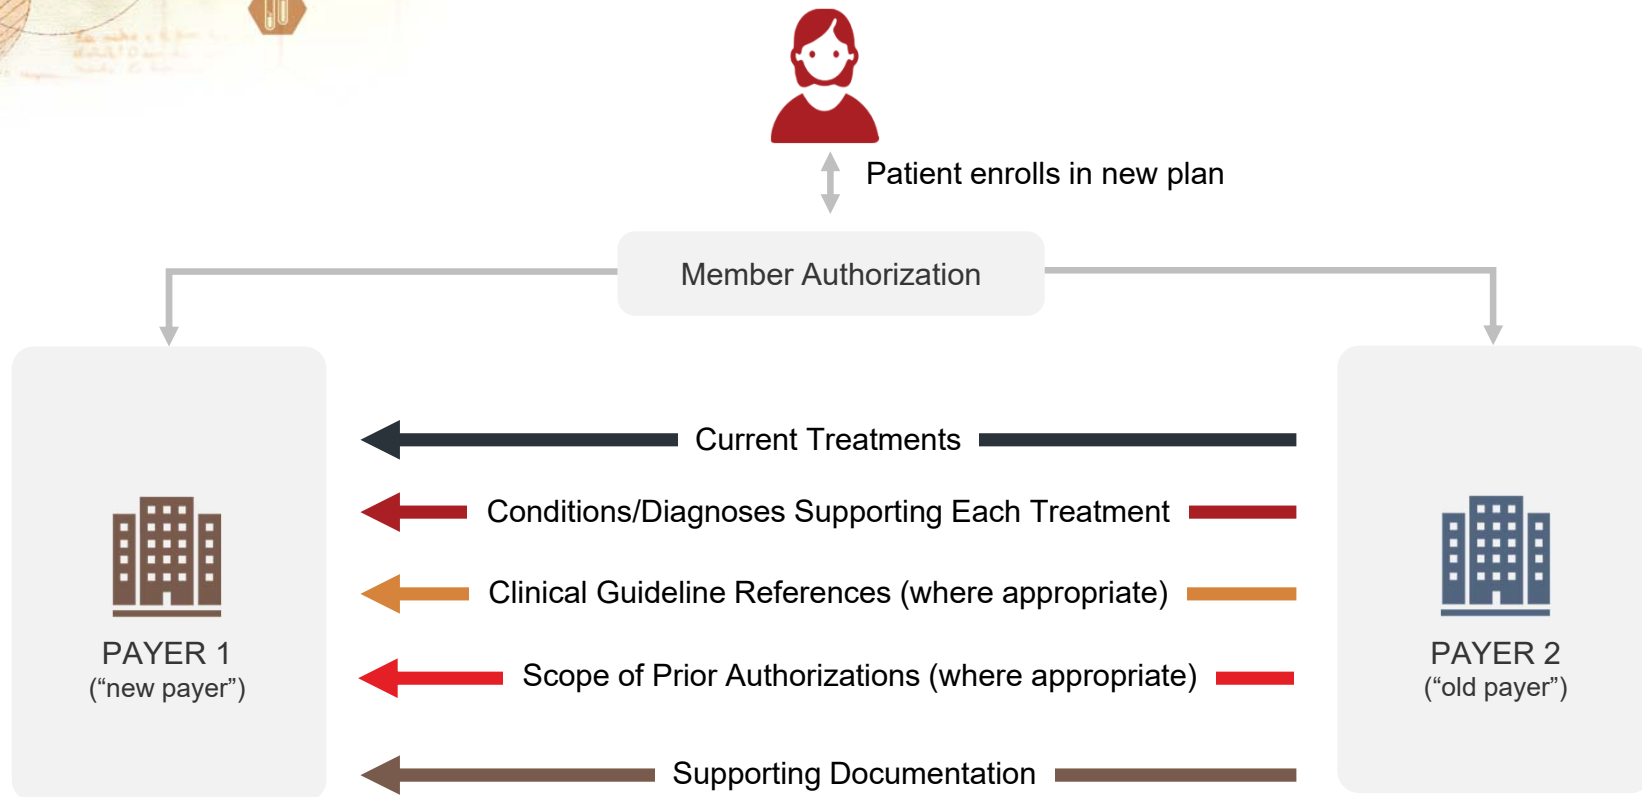 Patient enrolls in new plan
Member Authorization
Current Treatments
Conditions/Diagnoses Supporting Each Treatment
Clinical Guideline References (where appropriate)
Scope of Prior Authorizations (where appropriate)
Supporting Documentation
PAYER 1
(“new payer”)
PAYER 2
(“old payer”)